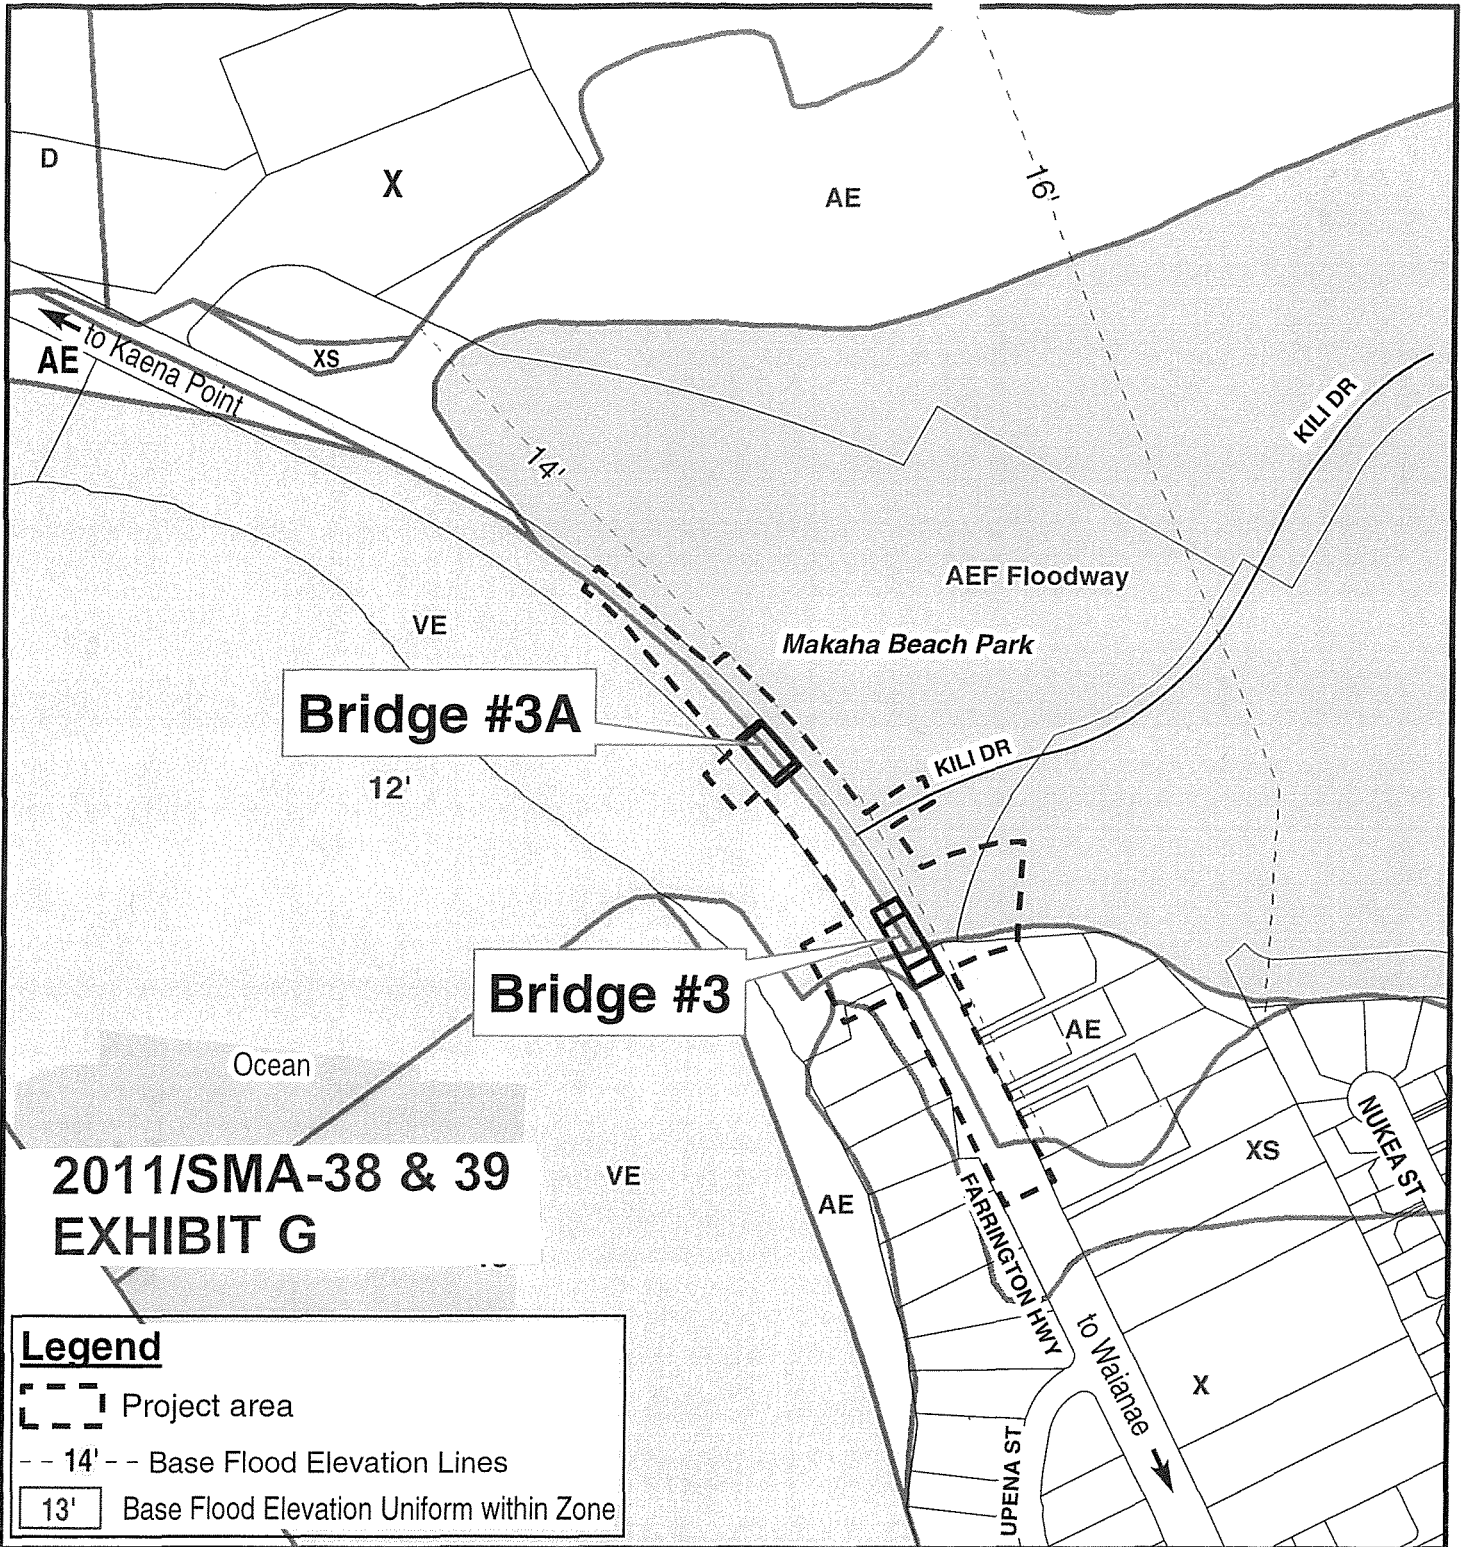 D
X
AE
16'
to Kaena Point
AE
XS
14'
KILI DR
AEF Floodway
VE
Makaha Beach Park
Bridge #3A
KILI DR
12'
Bridge #3
AE
Ocean
NUKEA ST
XS
2011/SMA-38 & 39
EXHIBIT G
VE
AE
FARRINGTON HWY
to Waianae
X
UPENA ST
Legend
Project area
14' Base Flood Elevation Lines
13' Base Flood Elevation Uniform within Zone